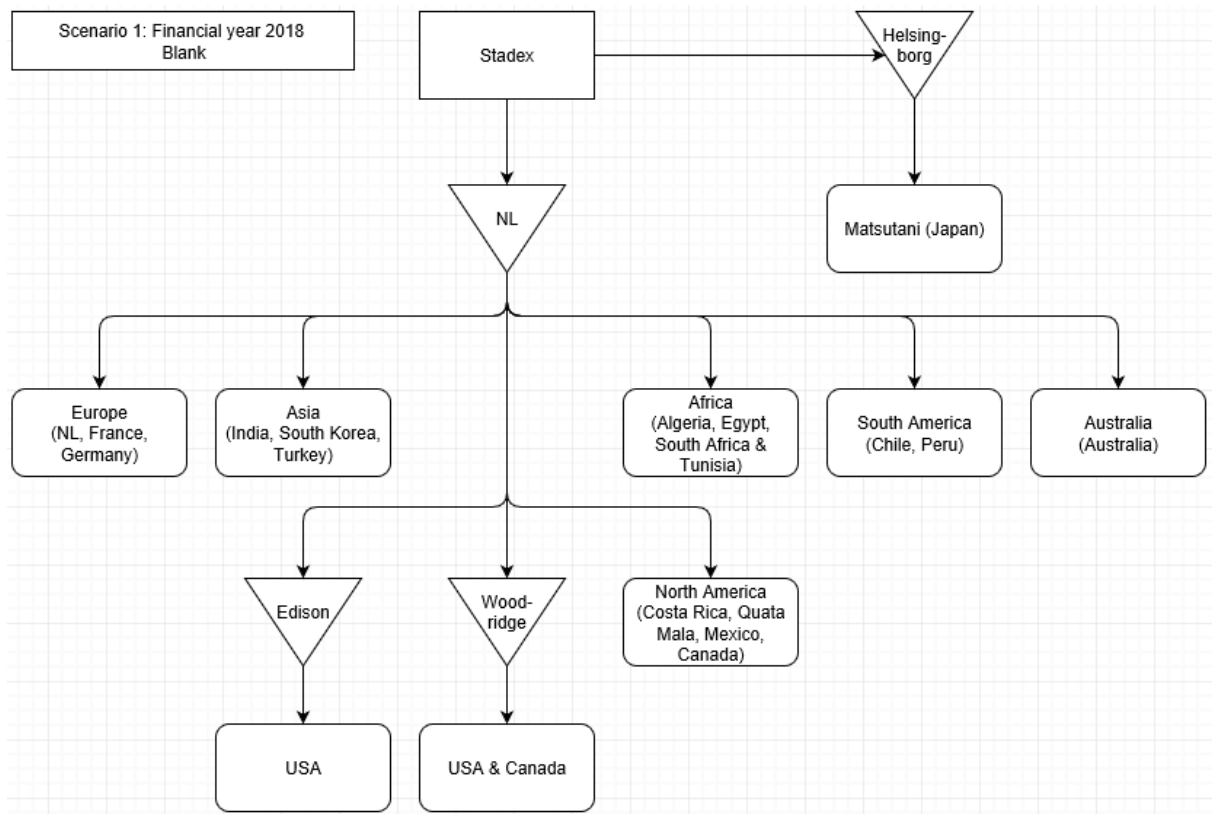 Scenario 1: Financial year 2018
Blank
Stadex
Helsing-
borg
NL
Matsutani (Japan)
Europe
(NL, France,
Germany)
Asia
(India, South Korea,
Turkey)
Africa
(Algeria, Egypt,
South Africa &
Tunisia)
South America
(Chile, Peru)
Australia
(Australia)
Edison
Wood-
ridge
North America
(Costa Rica, Quata
Mala, Mexico,
Canada)
USA
USA & Canada